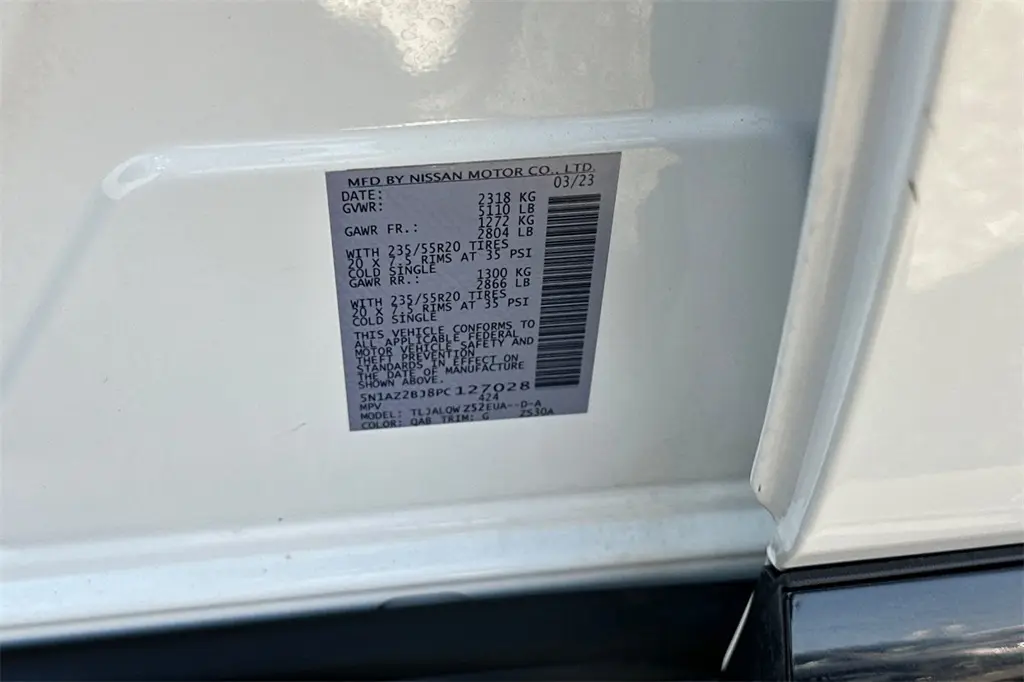 MFD BY NISSAN MOTOR CO., LTD.
DATE: 03/23
GVWR: 2318 KG
5110 LB
GAWR FR.: 1272 KG
2804 LB
WITH 235/55R20 TIRES
20 X 7.5 RIMS AT 35 PSI
COLD SINGLE
GAWR RR.: 1300 KG
2866 LB
WITH 235/55R20 TIRES
20 X 7.5 RIMS AT 35 PSI
COLD SINGLE
THIS VEHICLE CONFORMS TO
ALL APPLICABLE FEDERAL
MOTOR VEHICLE SAFETY AND
THEFT PREVENTION
STANDARDS IN EFFECT ON
THE DATE OF MANUFACTURE
SHOWN ABOVE.
5N1AZ2BJ8PC127028
MPV 424
MODEL: TLJALQW Z52EUA--D-A
COLOR: QAB TRIM: G ZS30A